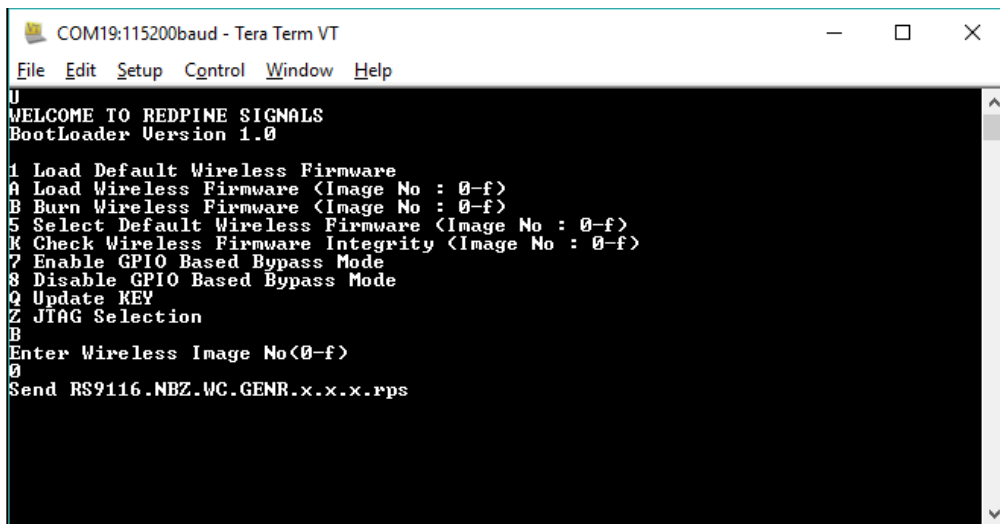 COM19:115200baud - Tera Term VT
File Edit Setup Control Window Help
U
WELCOME TO REDPINE SIGNALS
BootLoader Version 1.0
1 Load Default Wireless Firmware
A Load Wireless Firmware (Image No : 0-f)
B Burn Wireless Firmware (Image No : 0-f)
5 Select Default Wireless Firmware (Image No : 0-f)
K Check Wireless Firmware Integrity (Image No : 0-f)
7 Enable GPIO Based Bypass Mode
8 Disable GPIO Based Bypass Mode
Q Update KEY
Z JTAG Selection
B
Enter Wireless Image No(0-f)
0
Send RS9116.NBZ.WC.GENR.x.x.x.rps